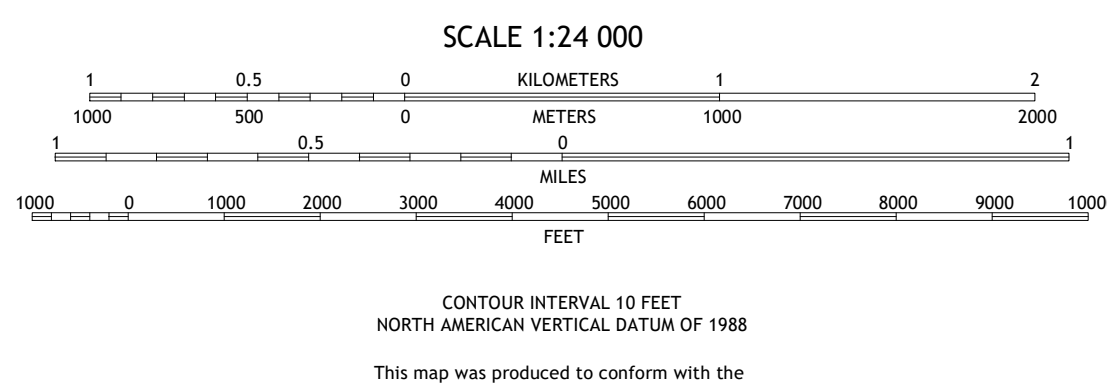 SCALE 1:24 000
1 0.5 0 KILOMETERS 1 2
1000 500 0 METERS 1000 2000
1 0.5 0 1
MILES
1000 0 1000 2000 3000 4000 5000 6000 7000 8000 9000 1000
FEET
CONTOUR INTERVAL 10 FEET
NORTH AMERICAN VERTICAL DATUM OF 1988
This map was produced to conform with the